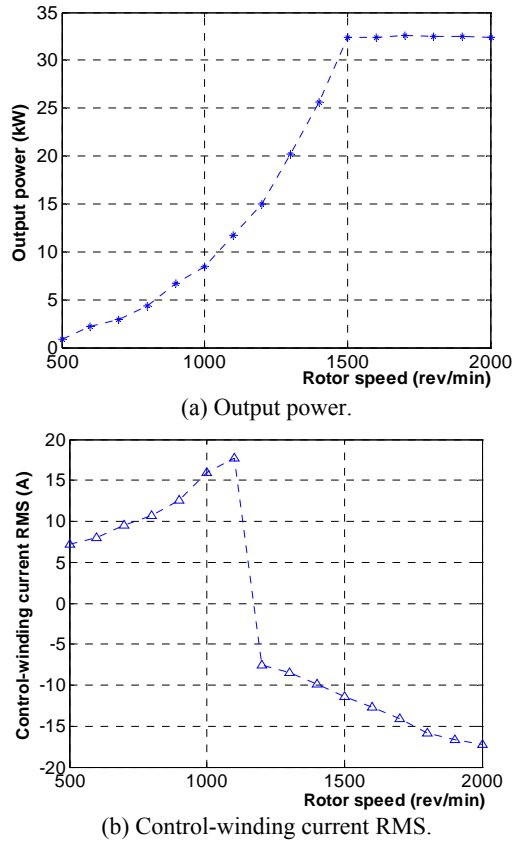 35
30
25
20
15
10
5
0
Output power (kW)
500 1000 1500 2000
Rotor speed (rev/min)
(a) Output power.
20
15
10
5
0
-5
-10
-15
-20
Control-winding current RMS (A)
500 1000 1500 2000
Rotor speed (rev/min)
(b) Control-winding current RMS.